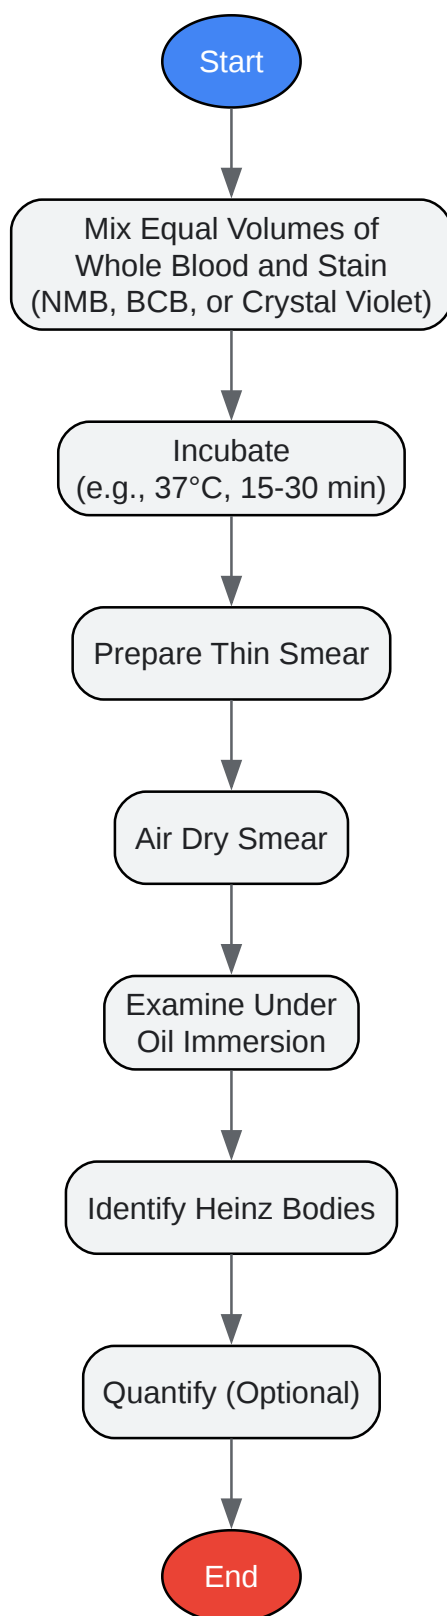 Start
Mix Equal Volumes of
Whole Blood and Stain
(NMB, BCB, or Crystal Violet)
Incubate
(e.g., 37°C, 15-30 min)
Prepare Thin Smear
Air Dry Smear
Examine Under
Oil Immersion
Identify Heinz Bodies
Quantify (Optional)
End